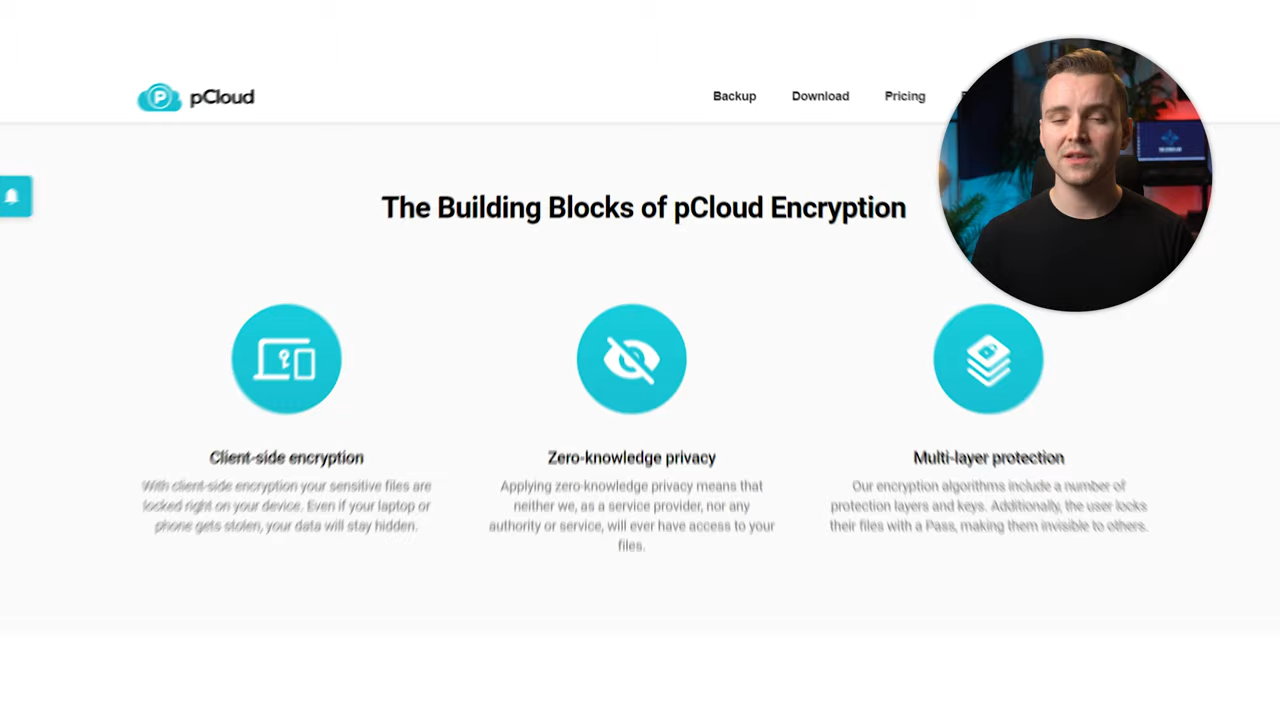 pCloud
Backup Download Pricing
The Building Blocks of pCloud Encryption
Client-side encryption
With client-side encryption your sensitive files are
locked right on your device. Even if your laptop or
phone gets stolen, your data will stay hidden.
Zero-knowledge privacy
Applying zero-knowledge privacy means that
neither we, as a service provider, nor any
authority or service, will ever have access to your
files.
Multi-layer protection
Our encryption algorithms include a number of
protection layers and keys. Additionally, the user locks
their files with a Pass, making them invisible to others.